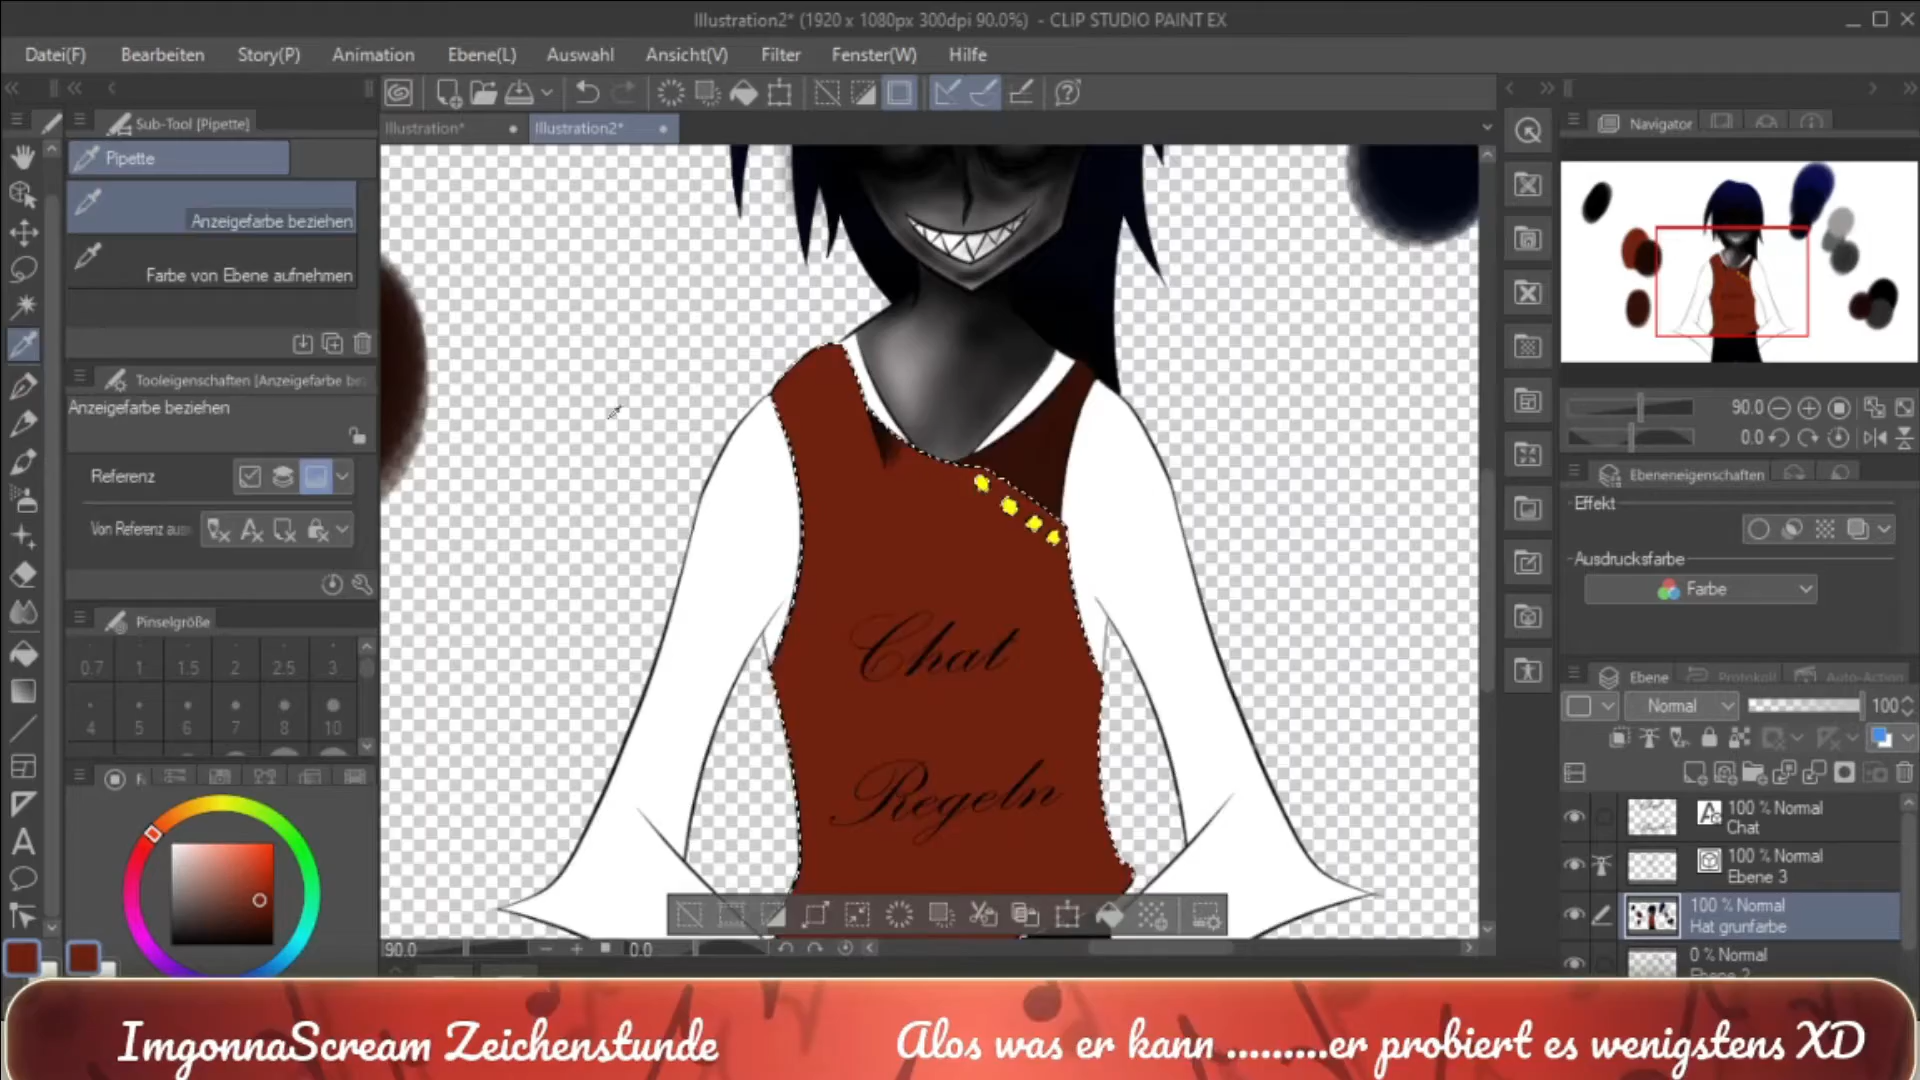 Illustration2* (1920 x 1080px 300dpi 90.0%) - CLIP STUDIO PAINT EX
Datei(F) Bearbeiten Story(P) Animation Ebene(L) Auswahl Ansicht(V) Filter Fenster(W) Hilfe
Sub-Tool [Pipette]
Illustration* Illustration2*
Navigator
Pipette
Anzeigefarbe beziehen
Farbe von Ebene aufnehmen
Tooleigenschaften [Anzeigefarbe be
Anzeigefarbe beziehen
Referenz
Von Referenz aus
Pinselgröße
0.7 1 1.5 2 2.5 3
4 5 6 7 8 10
Chat
Regeln
90.0
0.0
Ebeneneigenschaften
Effekt
Ausdrucksfarbe
Farbe
Ebene Protokoll Auto-Action
Normal 100
100 % Normal
Chat
100 % Normal
Ebene 3
100 % Normal
Hat grunfarbe
0 % Normal
Ebene 2
90.0 0.0
ImgonnaScream Zeichenstunde
Alos was er kann .........er probiert es wenigstens XD